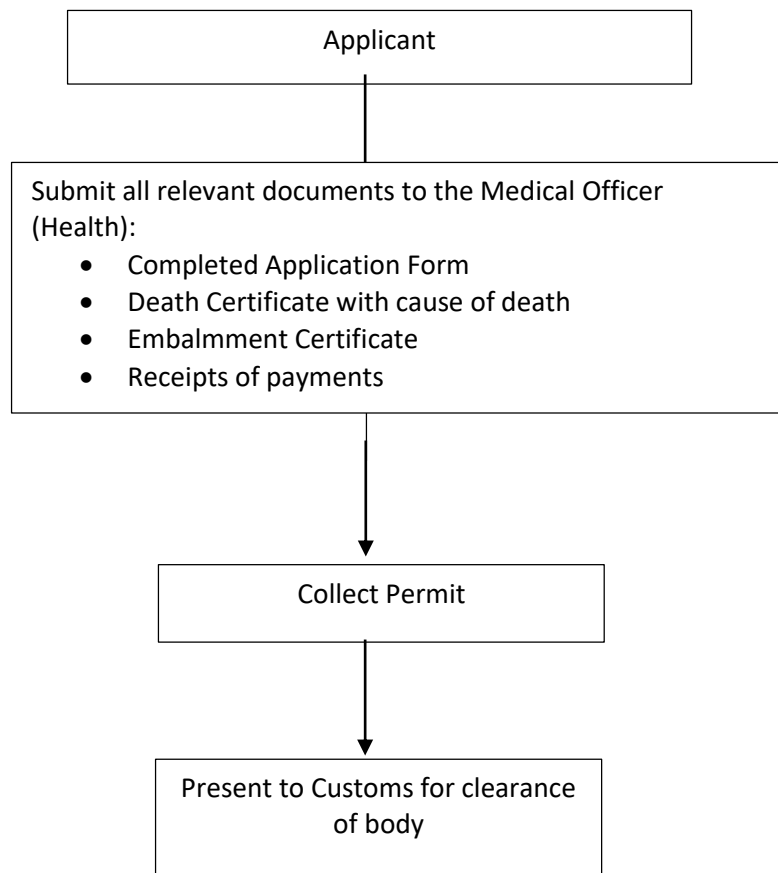 Applicant
Submit all relevant documents to the Medical Officer
(Health):
• Completed Application Form
• Death Certificate with cause of death
• Embalmment Certificate
• Receipts of payments
Collect Permit
Present to Customs for clearance
of body